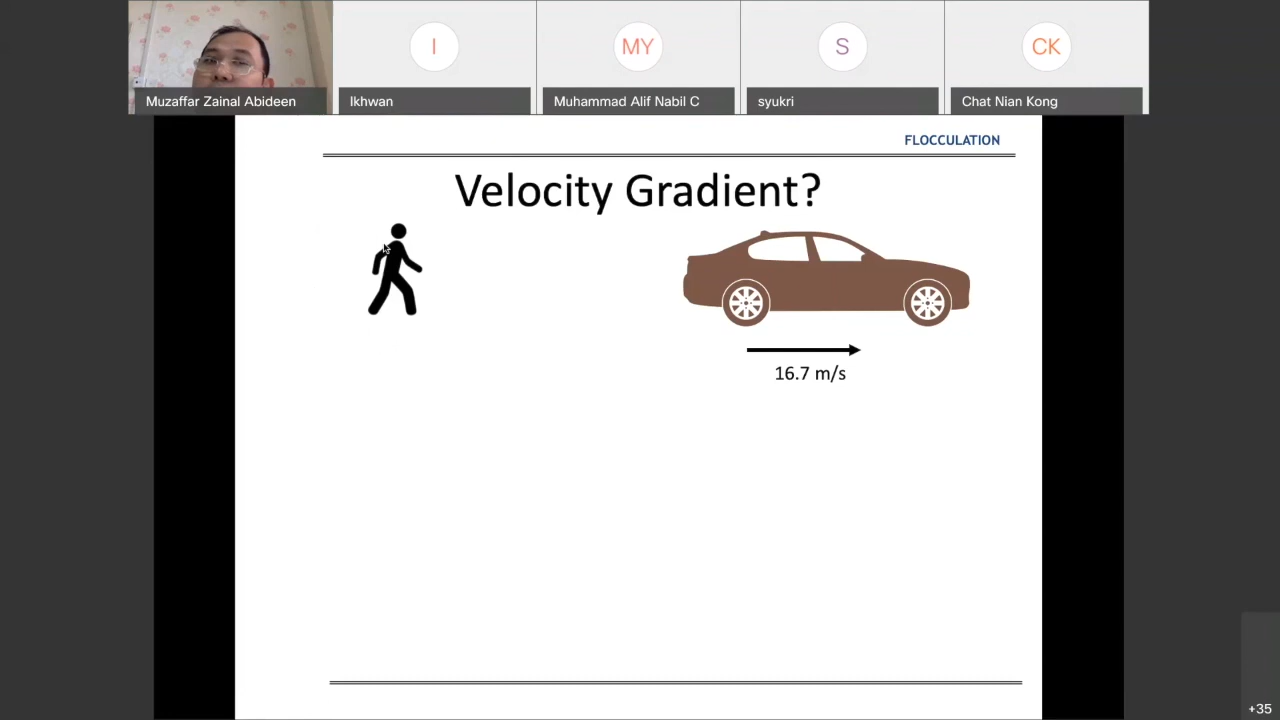 I
MY
S
CK
Muzaffar Zainal Abideen
Ikhwan
Muhammad Alif Nabil C
syukri
Chat Nian Kong
FLOCCULATION
Velocity Gradient?
16.7 m/s
+35